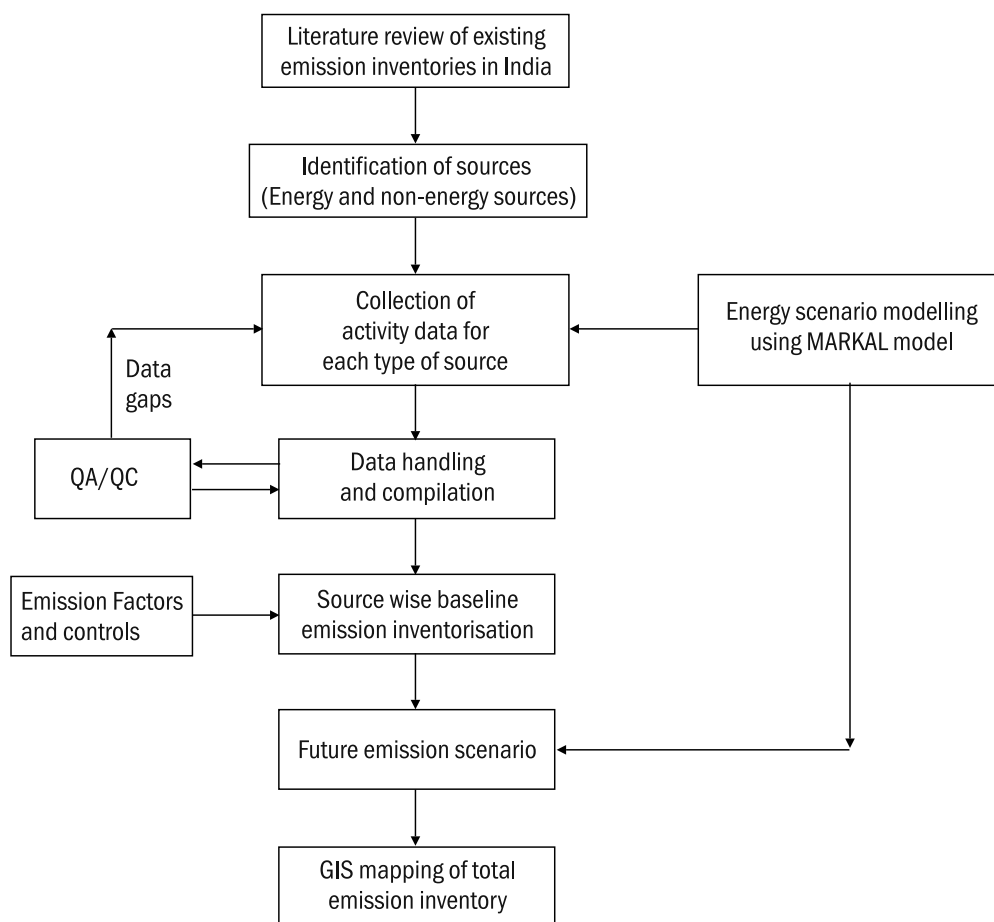 Literature review of existing
emission inventories in India
Identification of sources
(Energy and non-energy sources)
Collection of
activity data for
each type of source
Energy scenario modelling
using MARKAL model
Data
gaps
QA/QC
Data handling
and compilation
Emission Factors
and controls
Source wise baseline
emission inventorisation
Future emission scenario
GIS mapping of total
emission inventory